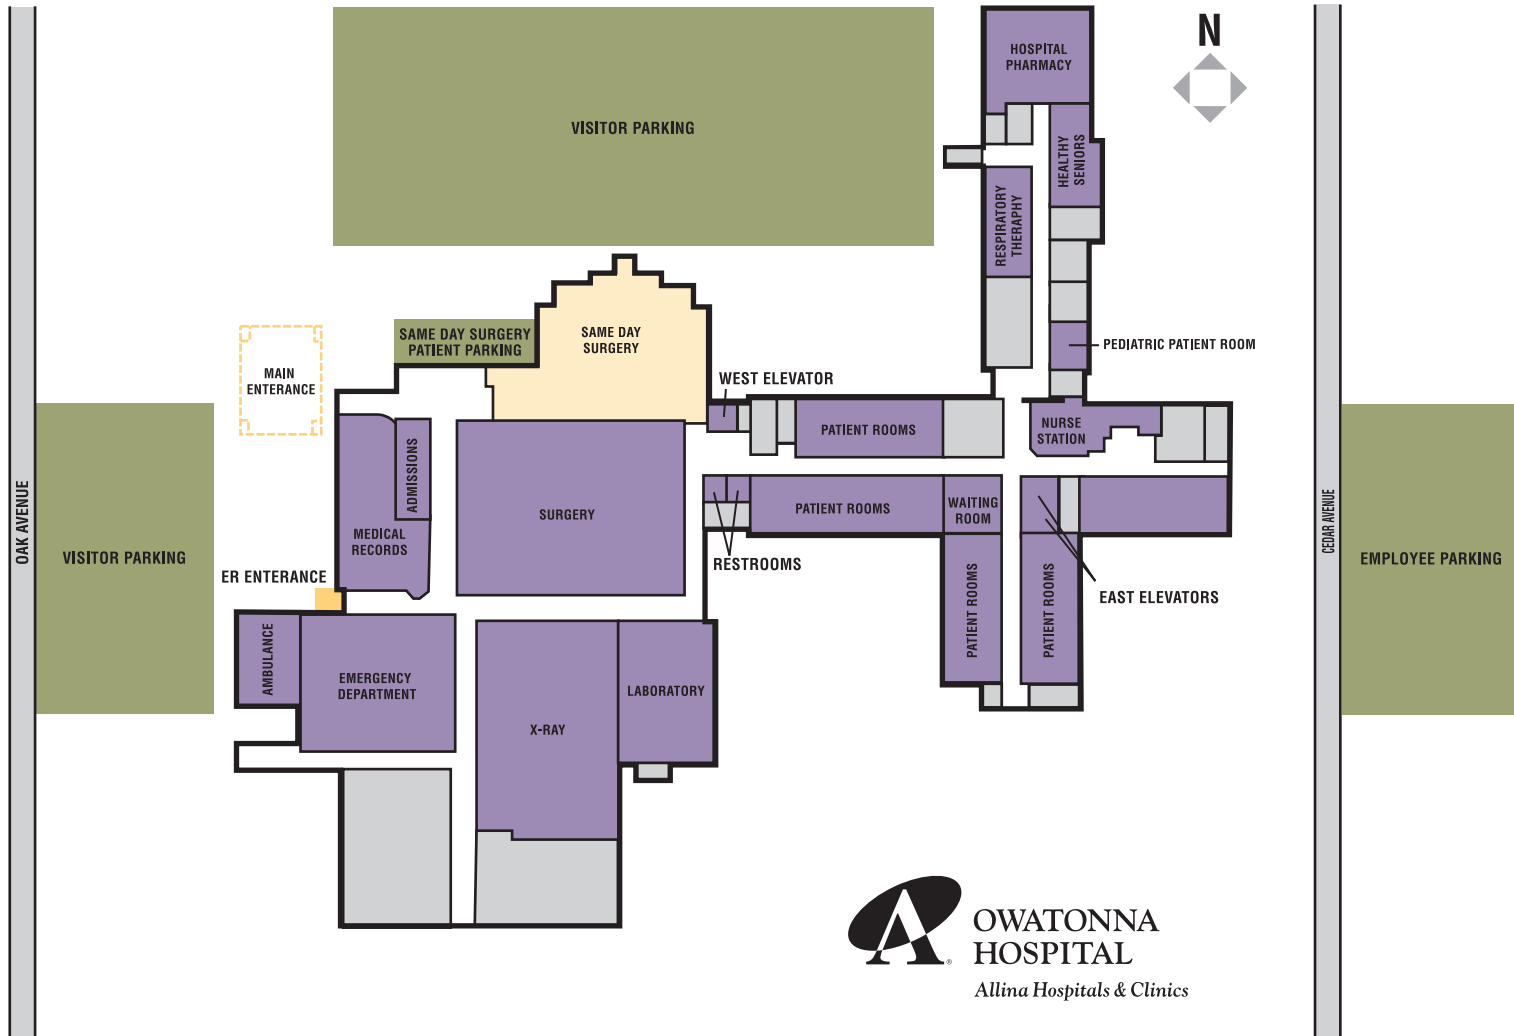 N
HOSPITAL
PHARMACY
VISITOR PARKING
HEALTHY
SENIORS
RESPIRATORY
THERAPHY
SAME DAY SURGERY
PATIENT PARKING
SAME DAY
SURGERY
PEDIATRIC PATIENT ROOM
MAIN
ENTERANCE
WEST ELEVATOR
PATIENT ROOMS
NURSE
STATION
ADMISSIONS
MEDICAL
RECORDS
SURGERY
PATIENT ROOMS
WAITING
ROOM
OAK AVENUE
VISITOR PARKING
CEDAR AVENUE
EMPLOYEE PARKING
RESTROOMS
ER ENTERANCE
EAST ELEVATORS
PATIENT ROOMS
PATIENT ROOMS
AMBULANCE
EMERGENCY
DEPARTMENT
X-RAY
LABORATORY
A®
OWATONNA
HOSPITAL
Allina Hospitals & Clinics